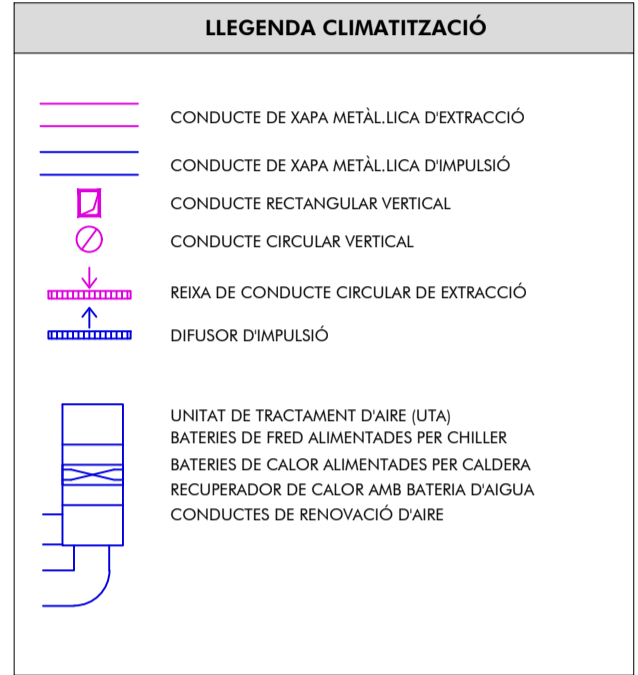 LLEGENDA CLIMATITZACIÓ
CONDUCTE DE XAPA METÀL.LICA D'EXTRACCIÓ
CONDUCTE DE XAPA METÀL.LICA D'IMPULSIÓ
CONDUCTE RECTANGULAR VERTICAL
CONDUCTE CIRCULAR VERTICAL
REIXA DE CONDUCTE CIRCULAR DE EXTRACCIÓ
DIFUSOR D'IMPULSIÓ
UNITAT DE TRACTAMENT D'AIRE (UTA)
BATERIES DE FRED ALIMENTADES PER CHILLER
BATERIES DE CALOR ALIMENTADES PER CALDERA
RECUPERADOR DE CALOR AMB BATERIA D'AIGUA
CONDUCTES DE RENOVACIÓ D'AIRE